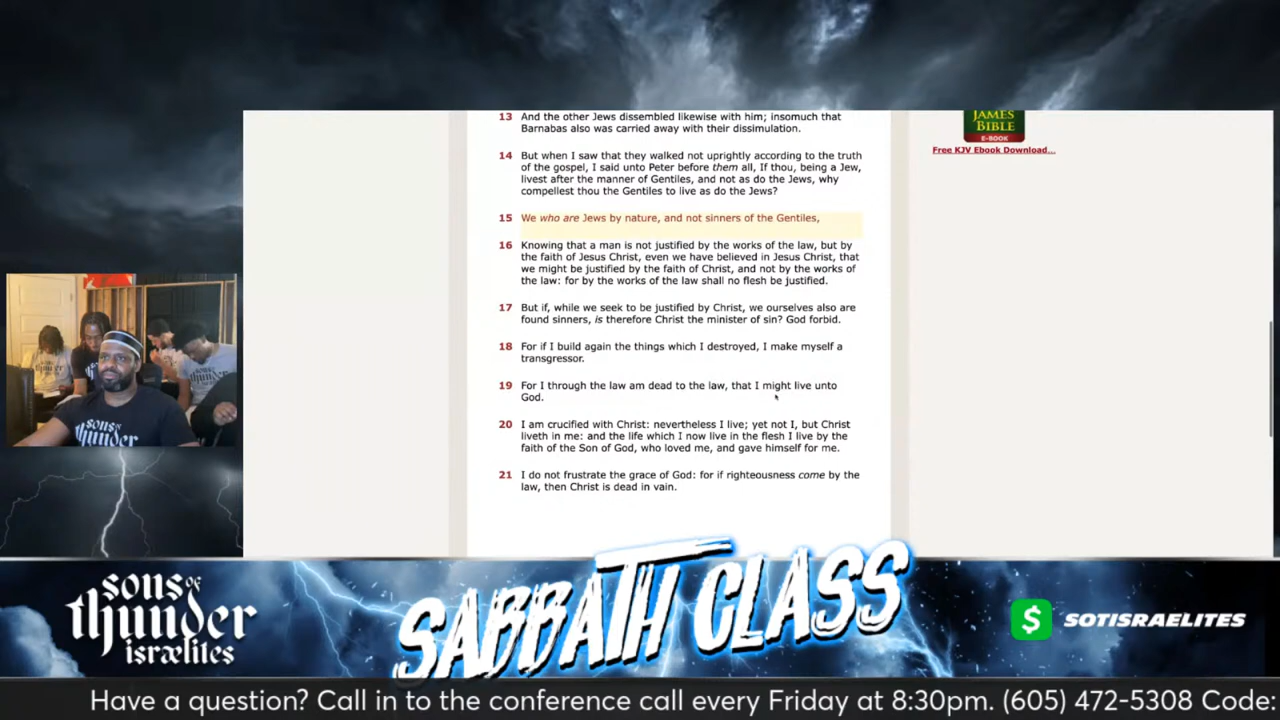 JAMES
BIBLE
E-BOOK
Free KJV Ebook Download...
13 And the other Jews dissembled likewise with him; insomuch that
Barnabas also was carried away with their dissimulation.
14 But when I saw that they walked not uprightly according to the truth
of the gospel, I said unto Peter before them all, If thou, being a Jew,
livest after the manner of Gentiles, and not as do the Jews, why
compellest thou the Gentiles to live as do the Jews?
15 We who are Jews by nature, and not sinners of the Gentiles,
16 Knowing that a man is not justified by the works of the law, but by
the faith of Jesus Christ, even we have believed in Jesus Christ, that
we might be justified by the faith of Christ, and not by the works of
the law: for by the works of the law shall no flesh be justified.
17 But if, while we seek to be justified by Christ, we ourselves also are
found sinners, is therefore Christ the minister of sin? God forbid.
18 For if I build again the things which I destroyed, I make myself a
transgressor.
19 For I through the law am dead to the law, that I might live unto
God.
20 I am crucified with Christ: nevertheless I live; yet not I, but Christ
liveth in me: and the life which I now live in the flesh I live by the
faith of the Son of God, who loved me, and gave himself for me.
21 I do not frustrate the grace of God: for if righteousness come by the
law, then Christ is dead in vain.
sons of
thunder
sons of
thunder
israelites
SABBATH CLASS
$ SOTISRAELITES
Have a question? Call in to the conference call every Friday at 8:30pm. (605) 472-5308 Code: